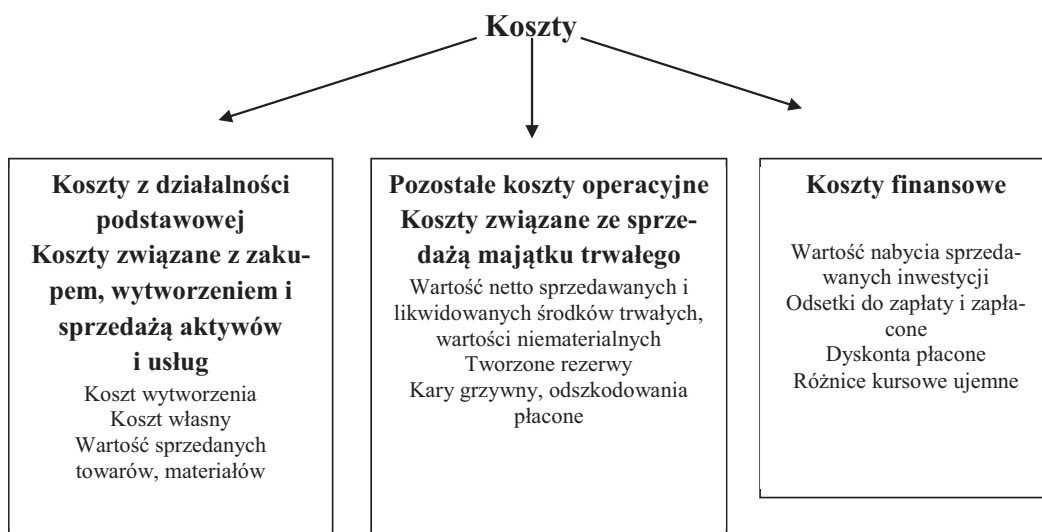 Koszty
Koszty z działalności
podstawowej
Koszty związane z zaku-
pem, wytworzeniem i
sprzedażą aktywów
i usług
Koszt wytworzenia
Koszt własny
Wartość sprzedanych
towarów, materiałów
Pozostałe koszty operacyjne
Koszty związane ze sprze-
dażą majątku trwałego
Wartość netto sprzedawanych i
likwidowanych środków trwałych,
wartości niematerialnych
Tworzone rezerwy
Kary grzywny, odszkodowania
płacone
Koszty finansowe
Wartość nabycia sprzeda-
wanych inwestycji
Odsetki do zapłaty i zapła-
cone
Dyskonta płacone
Różnice kursowe ujemne